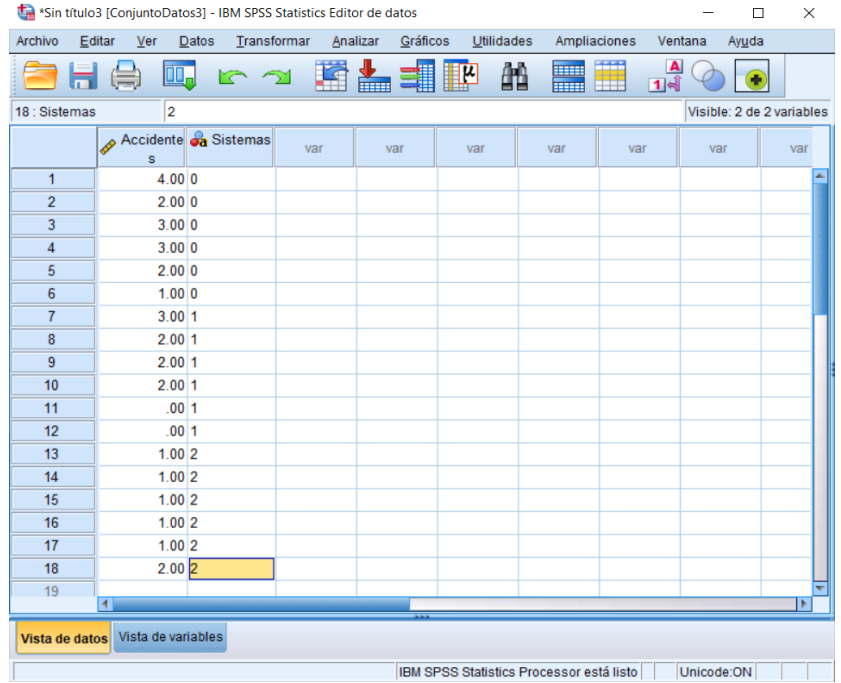 *Sin título3 [ConjuntoDatos3] - IBM SPSS Statistics Editor de datos
Archivo Editar Ver Datos Transformar Analizar Gráficos Utilidades Ampliaciones Ventana Ayuda
18 : Sistemas 2 Visible: 2 de 2 variables
Accidente
s Sistemas var var var var var var var
1 4.00 0
2 2.00 0
3 3.00 0
4 3.00 0
5 2.00 0
6 1.00 0
7 3.00 1
8 2.00 1
9 2.00 1
10 2.00 1
11 .00 1
12 .00 1
13 1.00 2
14 1.00 2
15 1.00 2
16 1.00 2
17 1.00 2
18 2.00 2
19
Vista de datos Vista de variables
IBM SPSS Statistics Processor está listo Unicode:ON